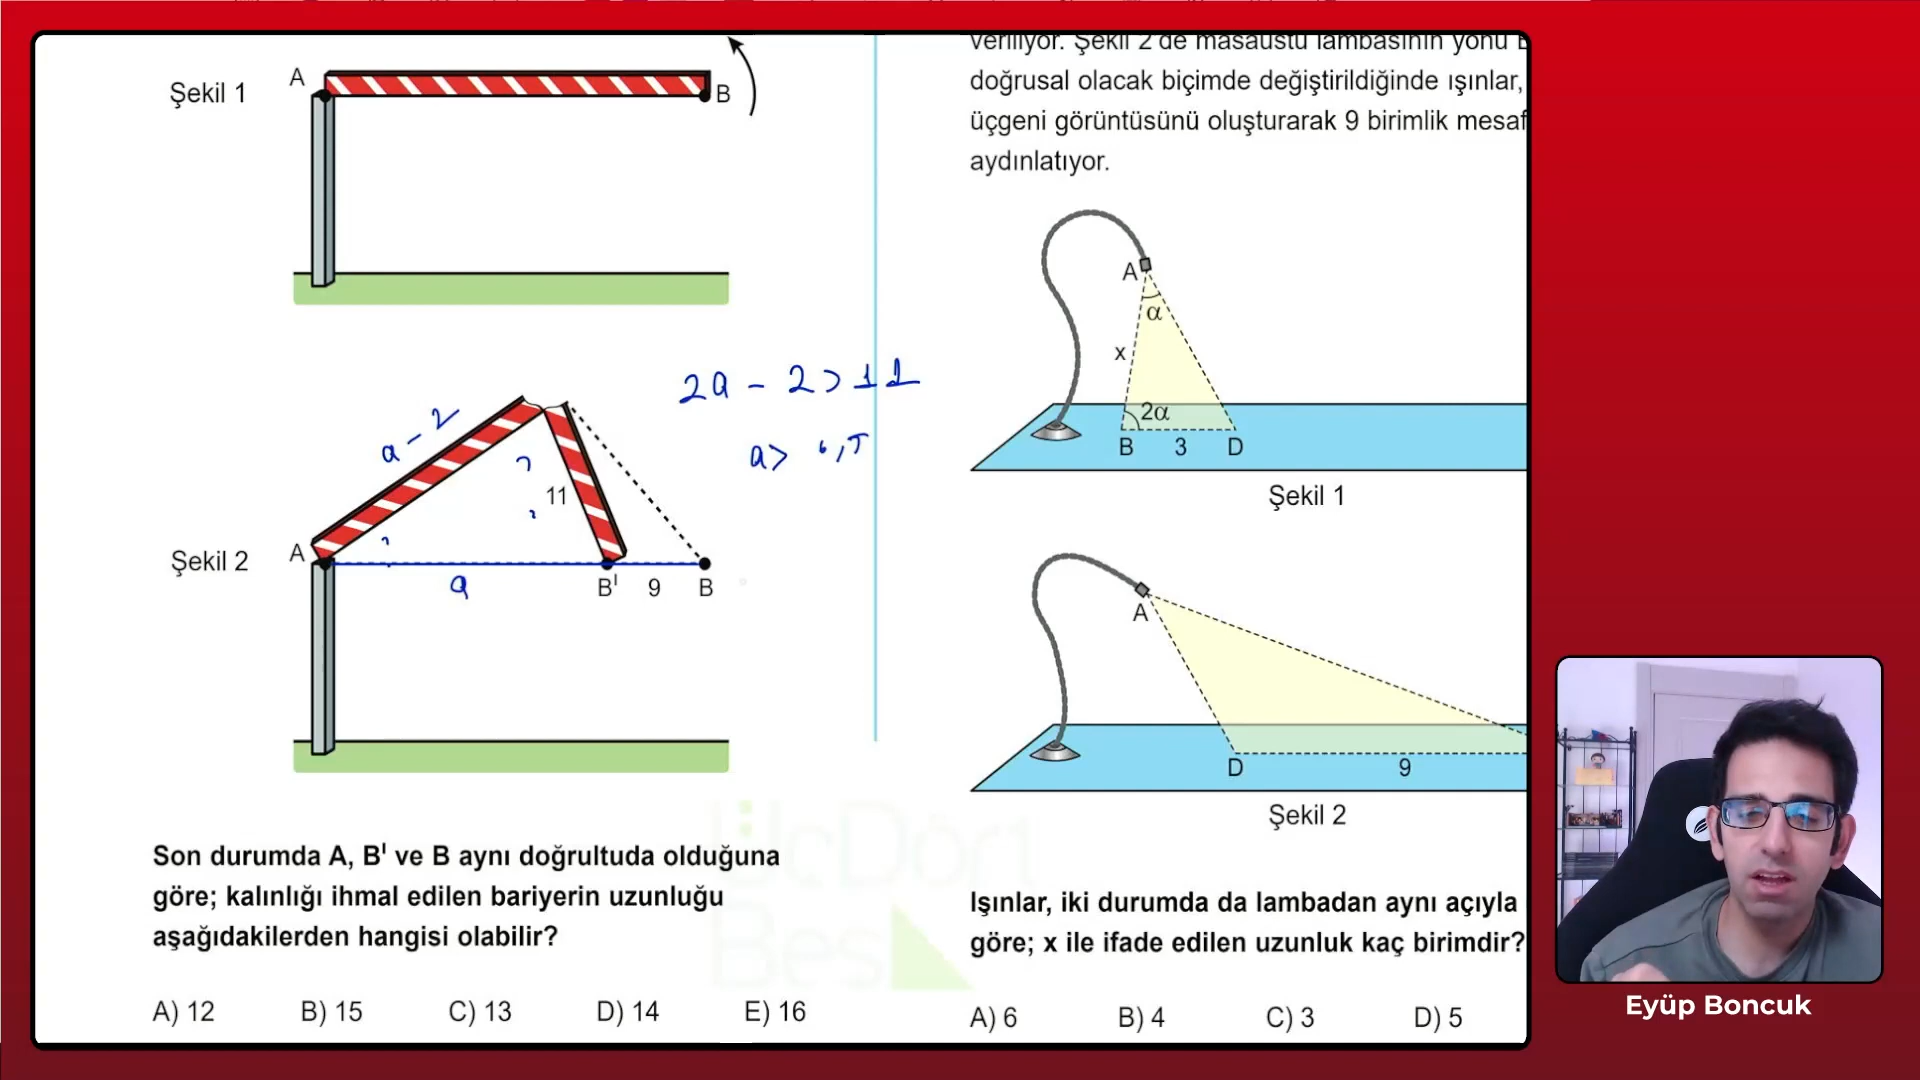 Şekil 1
A
B
a - 2
11
Şekil 2
A
a
B'
9
B
2a - 2 > 11
a > 6,5
Son durumda A, B' ve B aynı doğrultuda olduğuna
göre; kalınlığı ihmal edilen bariyerin uzunluğu
aşağıdakilerden hangisi olabilir?
A) 12 B) 15 C) 13 D) 14 E) 16
doğrusal olacak biçimde değiştirildiğinde ışınlar,
üçgeni görüntüsünü oluşturarak 9 birimlik
aydınlatıyor.
A
α
x
2α
B 3 D
Şekil 1
A
D 9
Şekil 2
Işınlar, iki durumda da lambadan aynı açıyla
göre; x ile ifade edilen uzunluk kaç birimdir?
A) 6 B) 4 C) 3 D) 5
ÜçDört
Beş
Eyüp Boncuk